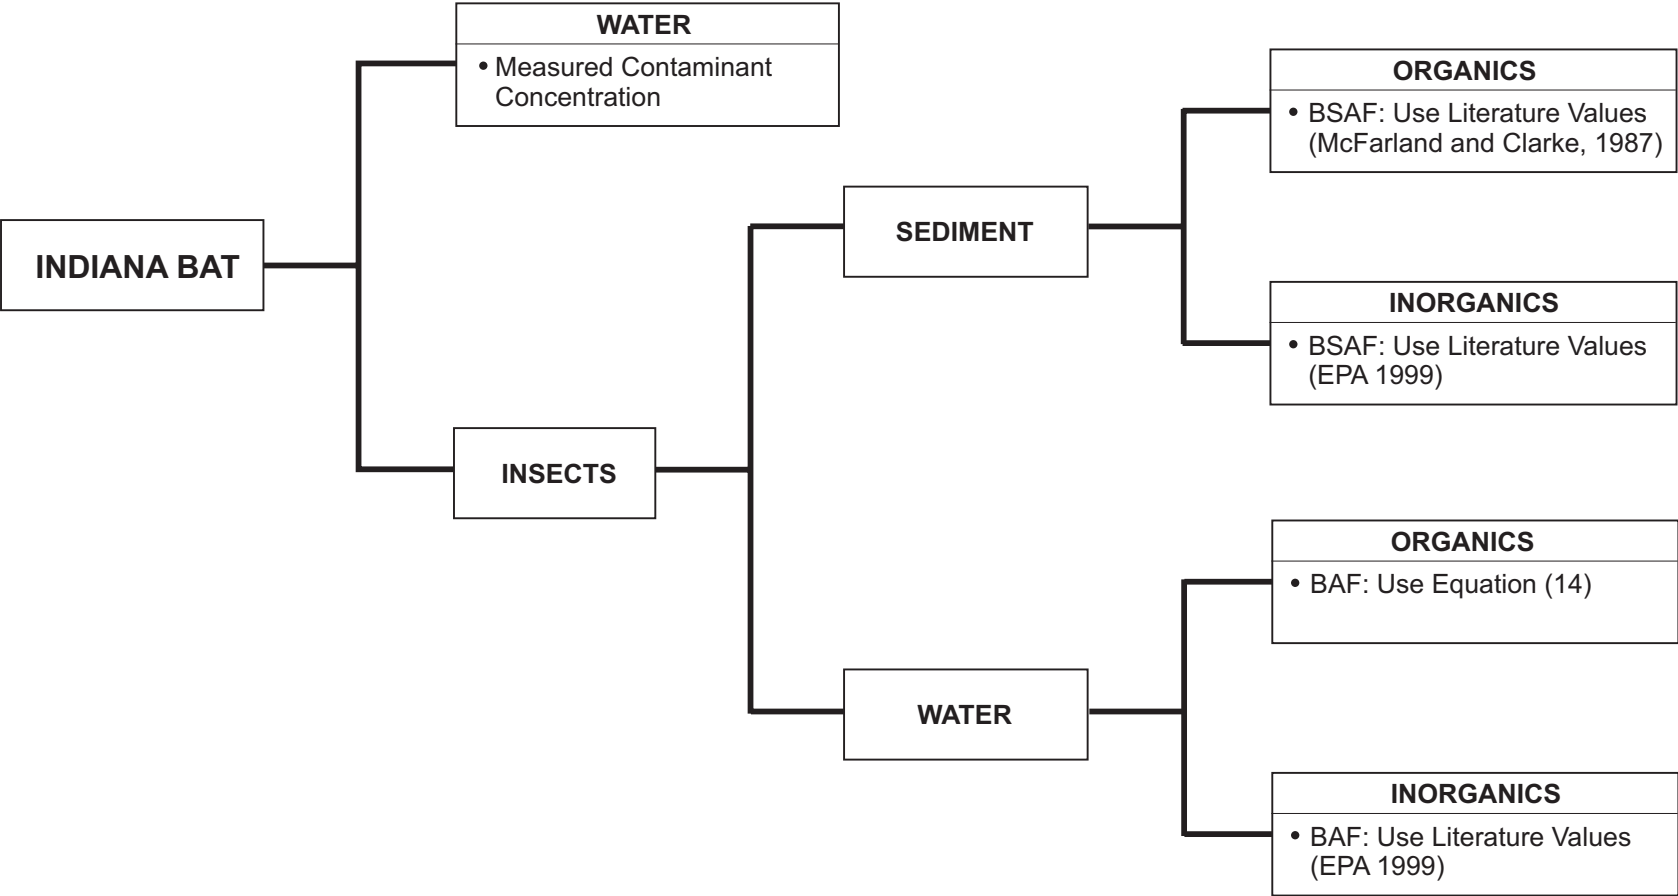 WATER
• Measured Contaminant
Concentration
INDIANA BAT
INSECTS
SEDIMENT
ORGANICS
• BSAF: Use Literature Values
(McFarland and Clarke, 1987)
INORGANICS
• BSAF: Use Literature Values
(EPA 1999)
WATER
ORGANICS
• BAF: Use Equation (14)
INORGANICS
• BAF: Use Literature Values
(EPA 1999)